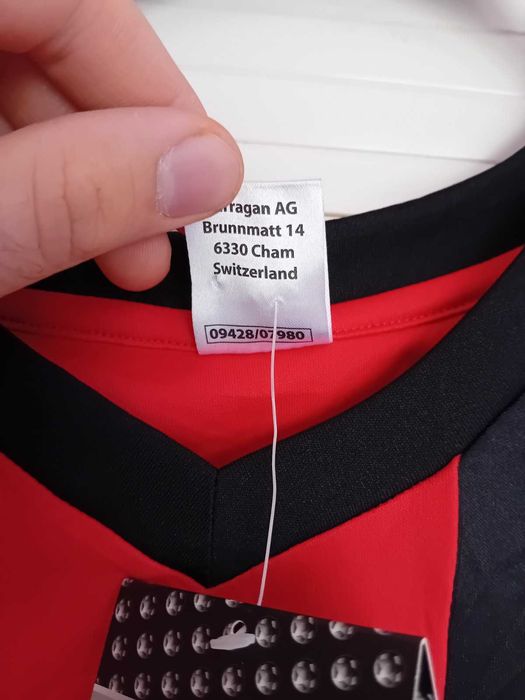 AG
Brunnmatt 14
6330 Cham
Switzerland
09428/07980